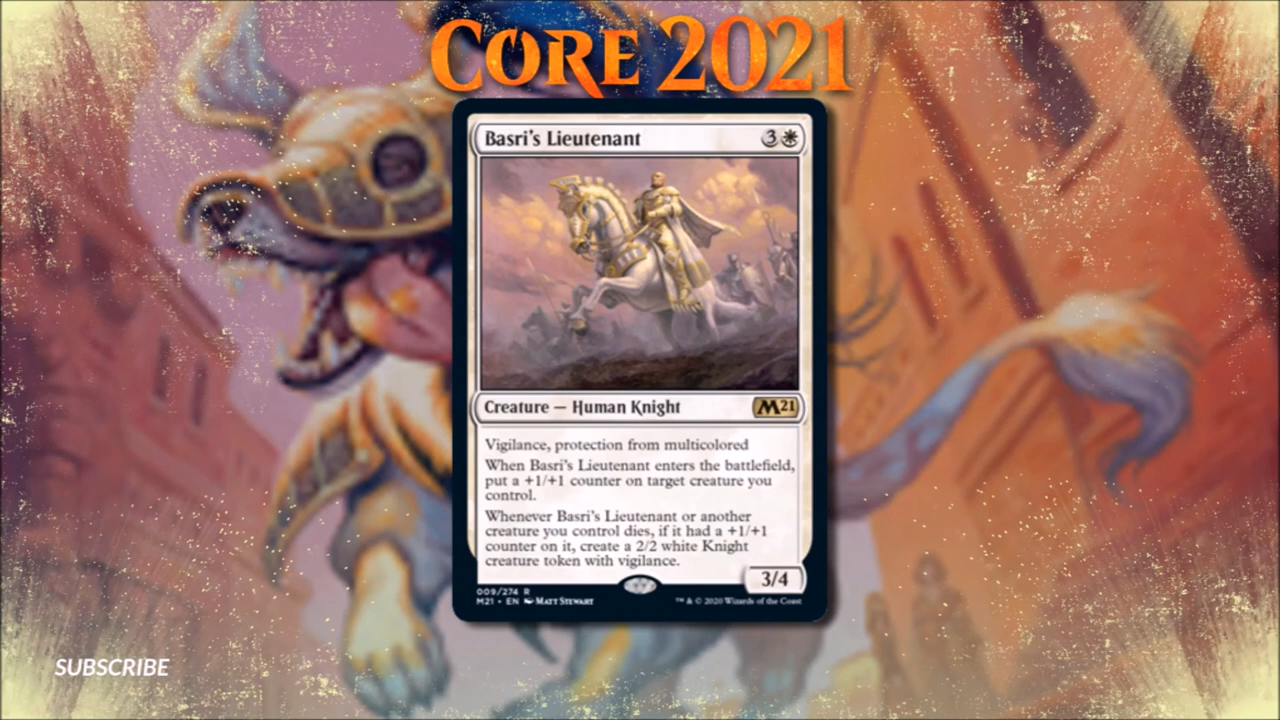 CORE 2021
Basri's Lieutenant 3
Creature — Human Knight M21
Vigilance, protection from multicolored
When Basri's Lieutenant enters the battlefield,
put a +1/+1 counter on target creature you
control.
Whenever Basri's Lieutenant or another
creature you control dies, if it had a +1/+1
counter on it, create a 2/2 white Knight
creature token with vigilance.
3/4
009/274 R
M21 • EN MATT STEWART ™ & © 2020 Wizards of the Coast
SUBSCRIBE